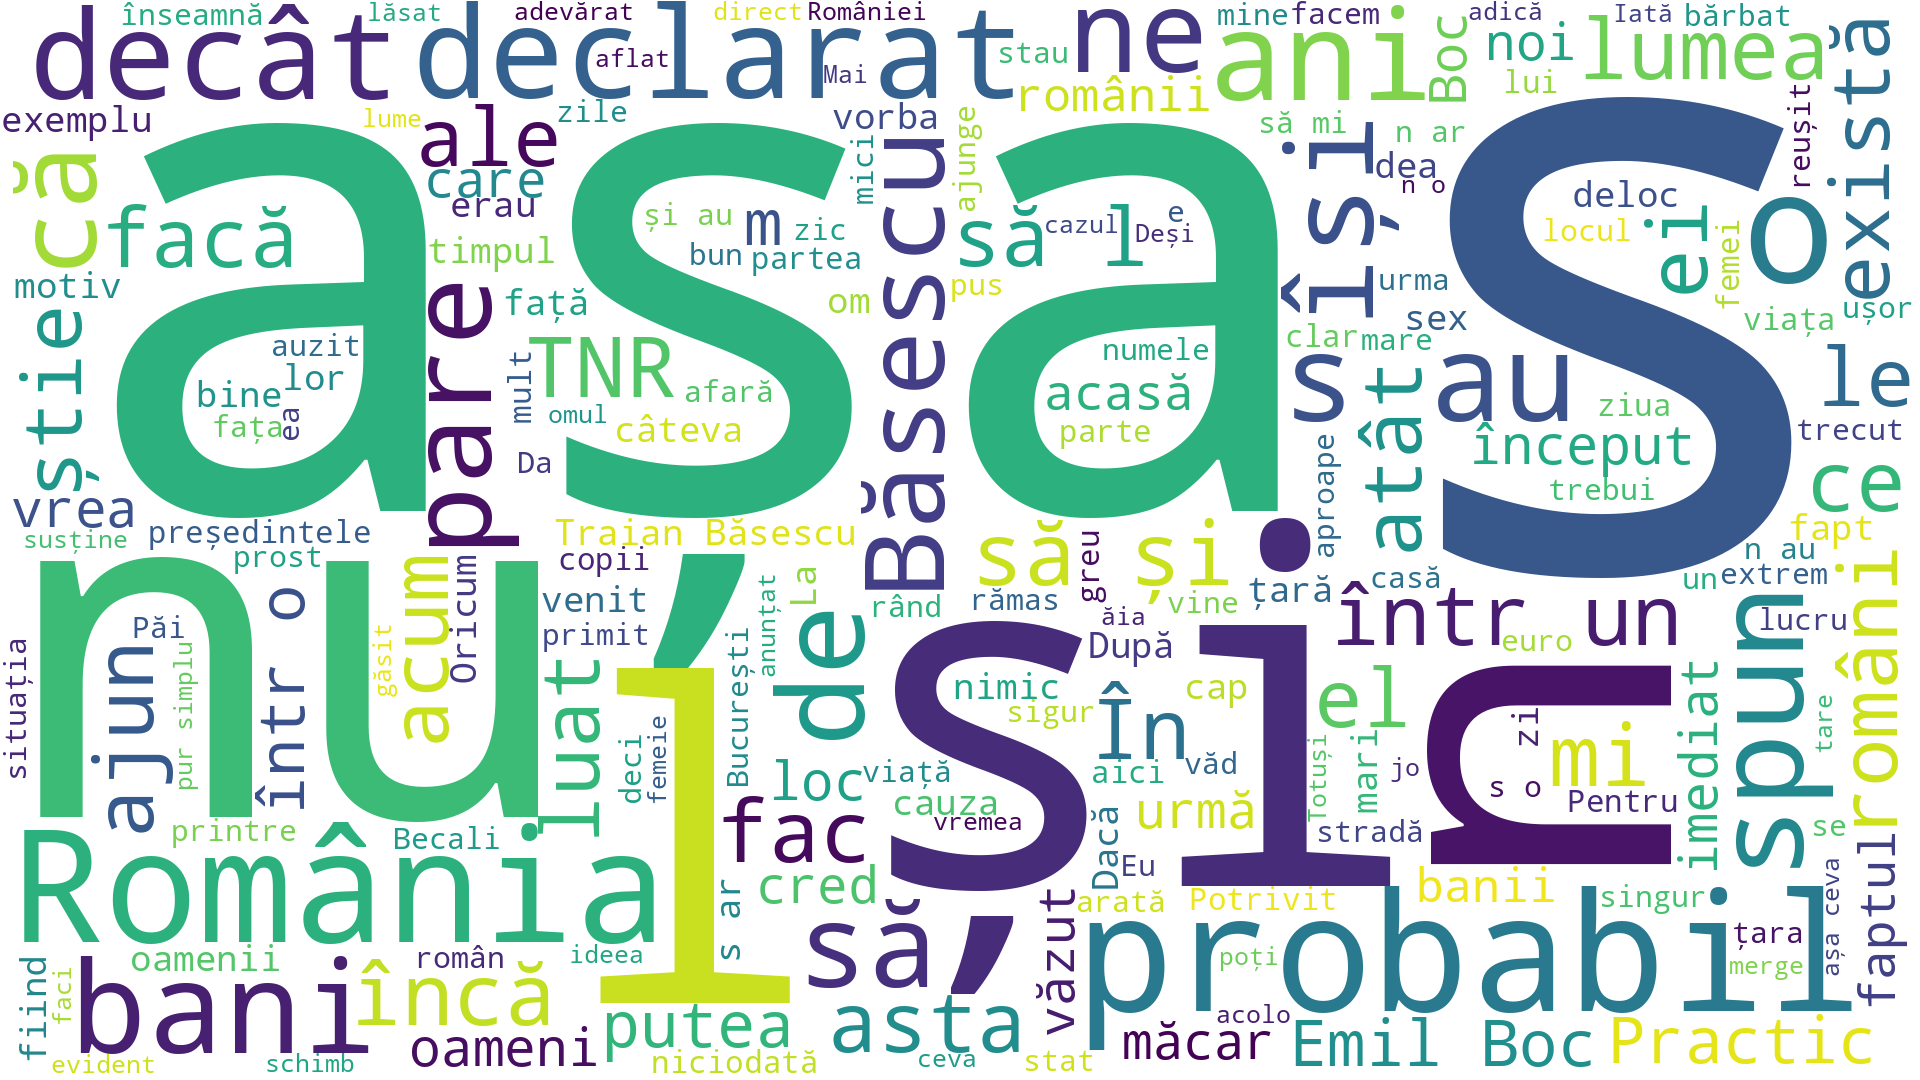 înseamnă
lăsat
adevărat
direct
României
mine
facem
adică
Iată
bărbat
decât
declarat
aflat
Mai
ne
stau
ani
Boc
noi
lumea
lui
există
exemplu
lume
ale
zile
vorba
românii
să mi
n ar
reușit
că
așa
care
erau
mici
ajunge
își
dea
n o
S
deloc
locul
ei
femei
O
facă
timpul
și au
m
zic
bun
partea
Băsescu
să l
cazul
e
Deși
motiv
pare
față
om
pus
urma
sex
viața
ușor
știe
auzit
bine
lor
fața
ea
TNR
mult
afară
omul
câteva
numele
acasă
parte
clar
mare
s au
le
ziua
atât
început
trebui
trecut
Da
aproape
ce
vrea
susține
președintele
prost
Traian Băsescu
copii
să și
greu
țară
casă
fapt
n au
un
extrem
nu
acum
Oricum
venit
primit
La
rând
rămas
vine
ăia
După
într un
euro
spun
lucru
români
Păi
într o
ajun
găsit
pur simplu
situația
luat
anunțat
București
de
și
nimic
sigur
În
cap
el
n
zi
mi
s o
Pentru
imediat
tare
deci
femeie
l
loc
viață
cauza
vremea
aici
văd
urmă
Totuși
mari
jo
stradă
se
printre
Becali
România
fac
cred
Dacă
Eu
arată
Potrivit
banii
singur
faptul
așa ceva
oamenii
român
ideea
s ar
să
văzut
probabil
poți
țara
merge
fiind
faci
bani
încă
oameni
putea
niciodată
asta
ceva
stat
măcar
acolo
Emil Boc
Practic
evident
schimb